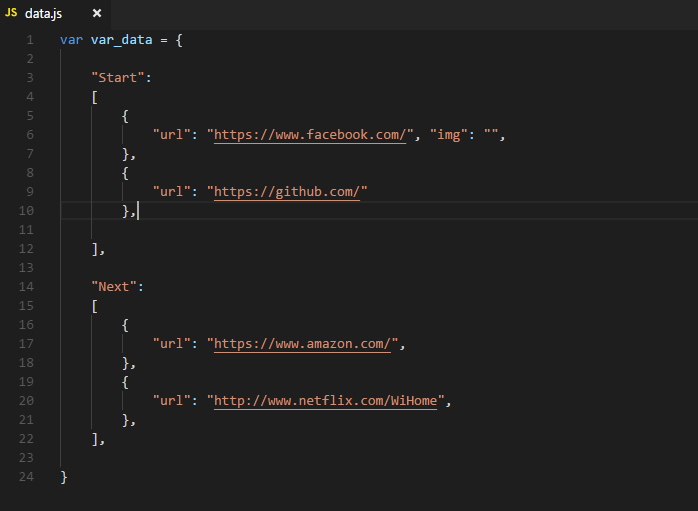 JS data.js ×
1 var var_data = {
2
3 "Start":
4 [
5 {
6 "url": "https://www.facebook.com/", "img": "",
7 },
8 {
9 "url": "https://github.com/"
10 },
11
12 ],
13
14 "Next":
15 [
16 {
17 "url": "https://www.amazon.com/",
18 },
19 {
20 "url": "http://www.netflix.com/WiHome",
21 },
22 ],
23
24 }